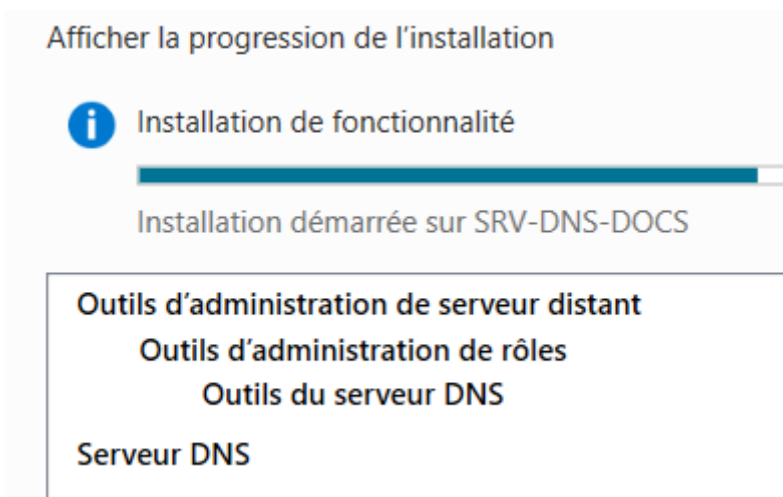 Afficher la progression de l’installation
Installation de fonctionnalité
Installation démarrée sur SRV-DNS-DOCS
Outils d’administration de serveur distant
Outils d’administration de rôles
Outils du serveur DNS
Serveur DNS